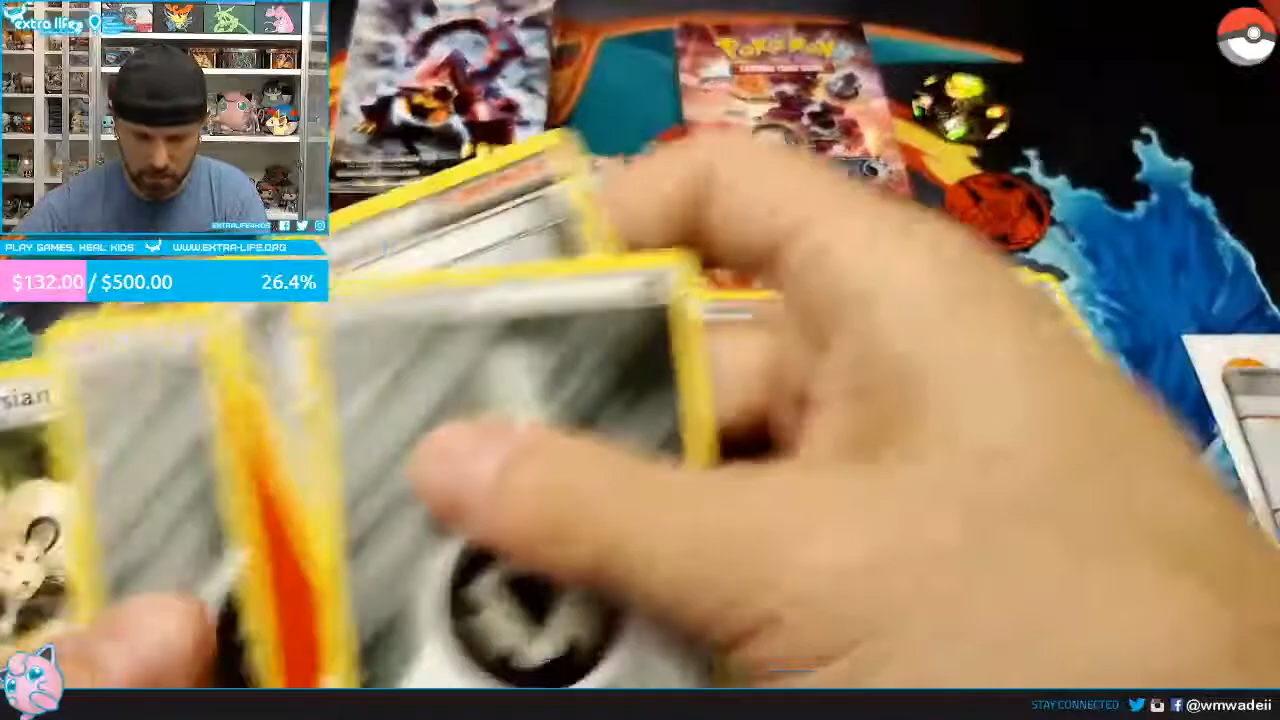 extra life
EXTRALIFE4KIDS
PLAY GAMES, HEAL KIDS
WWW.EXTRA-LIFE.ORG
$132.00 / $500.00
26.4%
POKéMON
sian
STAY CONNECTED
@wmwadeii